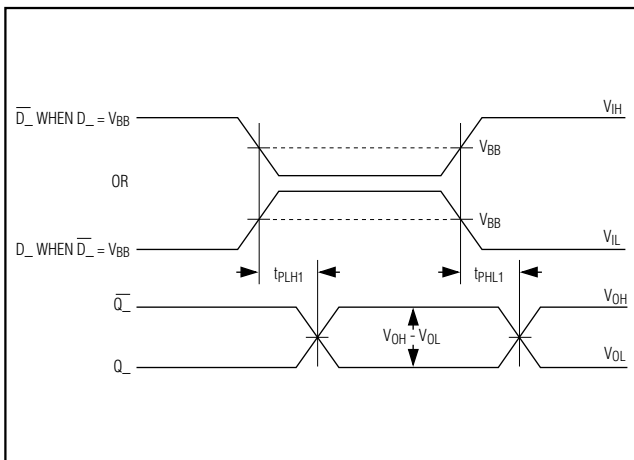 D̅_̅ WHEN D_ = VBB
VIH
VBB
OR
VBB
D_ WHEN D̅_̅ = VBB
VIL
tPLH1
tPHL1
Q̅_̅
VOH
VOH - VOL
Q_
VOL